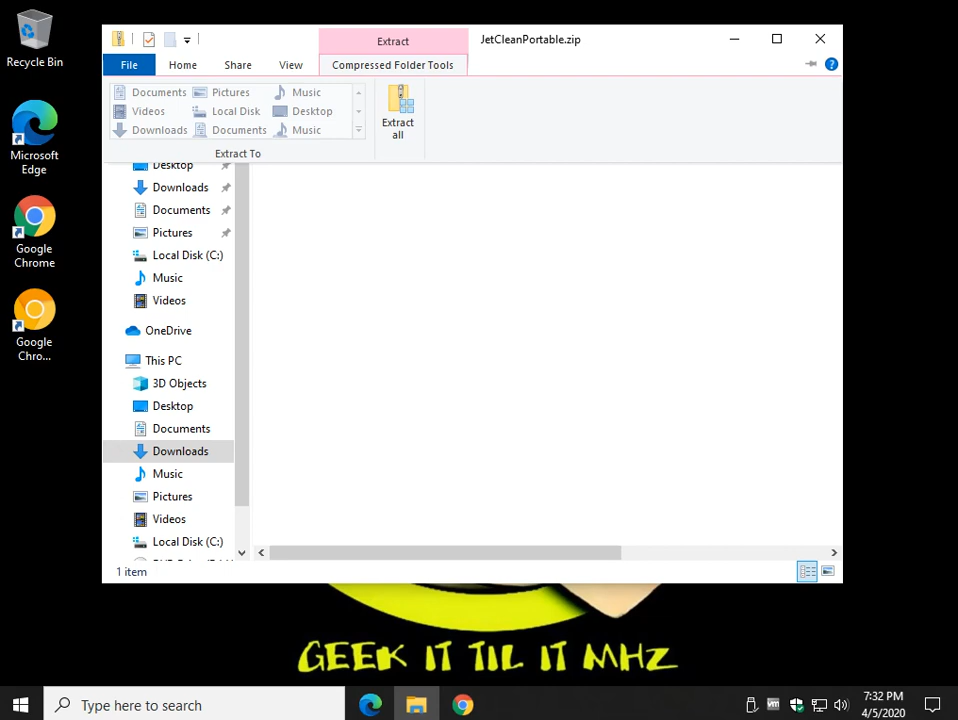 Recycle Bin
Microsoft
Edge
Google
Chrome
Google
Chro...
Extract
JetCleanPortable.zip
File
Home
Share
View
Compressed Folder Tools
Documents
Pictures
Music
Videos
Local Disk
Desktop
Downloads
Documents
Music
Extract To
Extract
all
Desktop
Downloads
Documents
Pictures
Local Disk (C:)
Music
Videos
OneDrive
This PC
3D Objects
Desktop
Documents
Downloads
Music
Pictures
Videos
Local Disk (C:)
1 item
GEEK IT TIL IT MHZ
Type here to search
vm
7:32 PM
4/5/2020